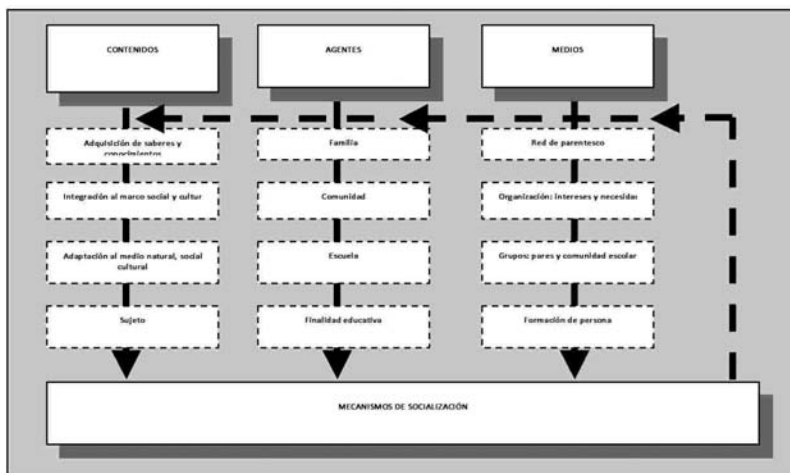 CONTENIDOS
AGENTES
MEDIOS
Adquisición de saberes y
conocimientos
Familia
Red de parentesco
Integración al marco social y cultur
Comunidad
Organización: intereses y necesidar
Adaptación al medio natural, social
cultural
Escuela
Grupos: pares y comunidad escolar
Sujeto
Finalidad educativa
Formación de persona
MECANISMOS DE SOCIALIZACIÓN